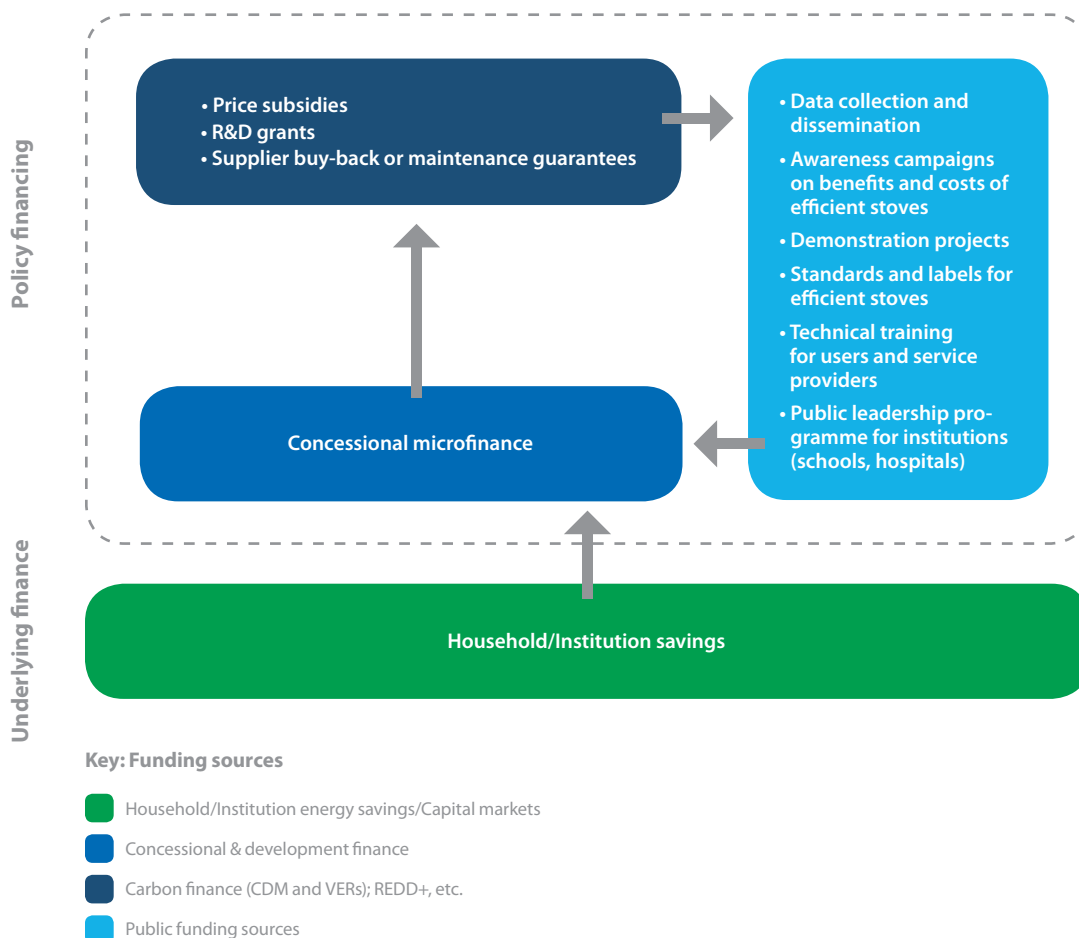 Policy financing
• Price subsidies
• R&D grants
• Supplier buy-back or maintenance guarantees
• Data collection and
dissemination
• Awareness campaigns
on benefits and costs of
efficient stoves
• Demonstration projects
• Standards and labels for
efficient stoves
• Technical training
for users and service
providers
• Public leadership pro-
gramme for institutions
(schools, hospitals)
Concessional microfinance
Underlying finance
Household/Institution savings
Key: Funding sources
Household/Institution energy savings/Capital markets
Concessional & development finance
Carbon finance (CDM and VERs); REDD+, etc.
Public funding sources